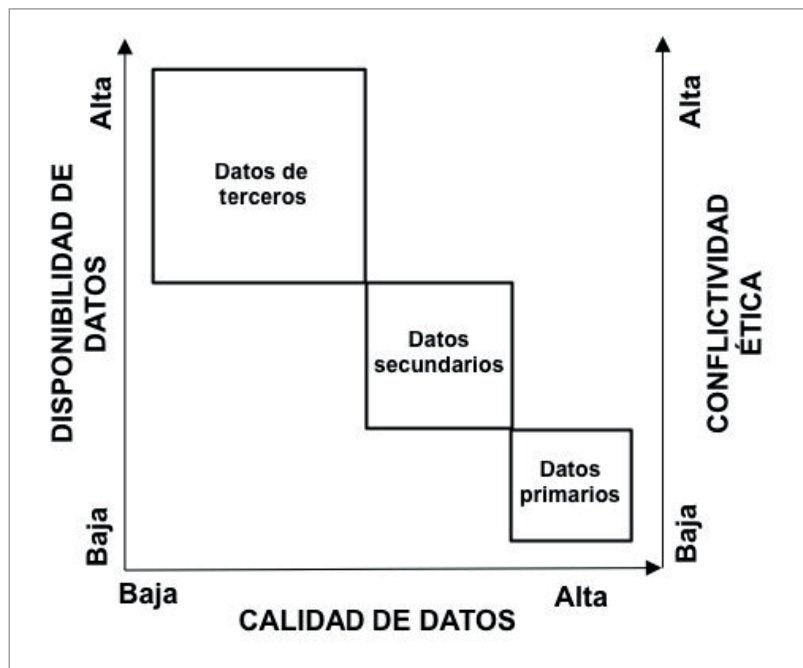 Alta
Alta
Datos de
terceros
DISPONIBILIDAD DE
DATOS
CONFLICTIVIDAD
ÉTICA
Datos
secundarios
Datos
primarios
Baja
Baja
Baja
Alta
CALIDAD DE DATOS